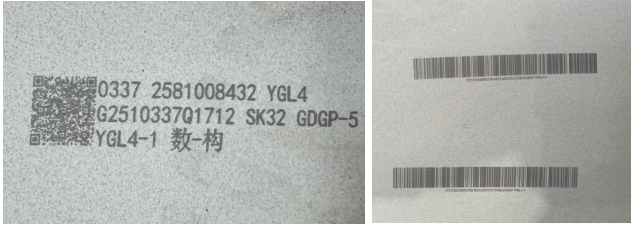 0337 2581008432 YGL4
G2510337Q1712 SK32 GDGP-5
YGL4-1 数-构